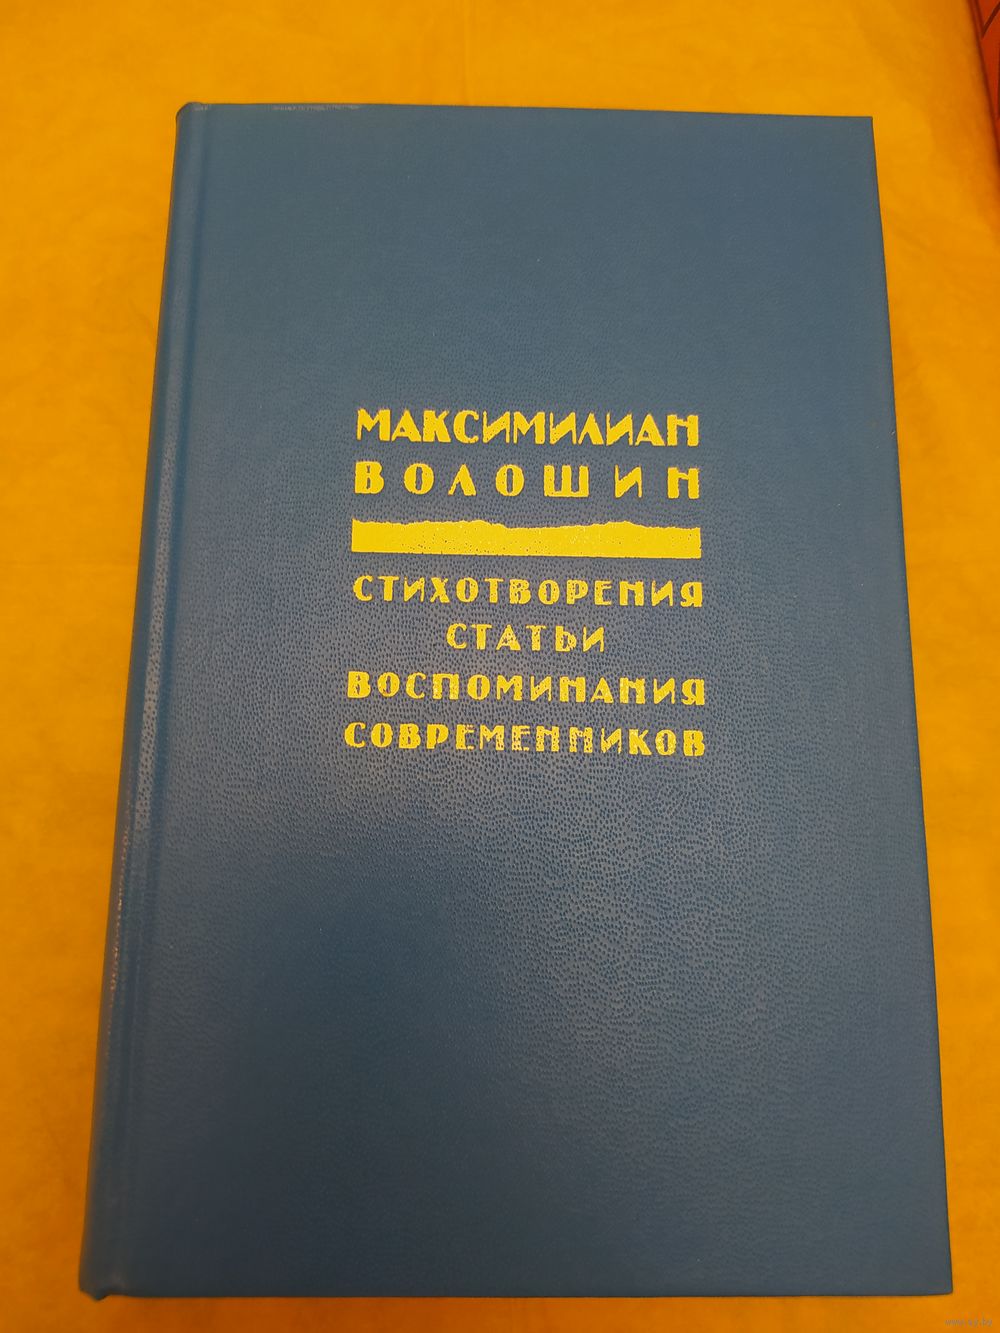 МАКСИМИЛИАН
ВОЛОШИН
СТИХОТВОРЕНИЯ
СТАТЬИ
ВОСПОМИНАНИЯ
СОВРЕМЕННИКОВ